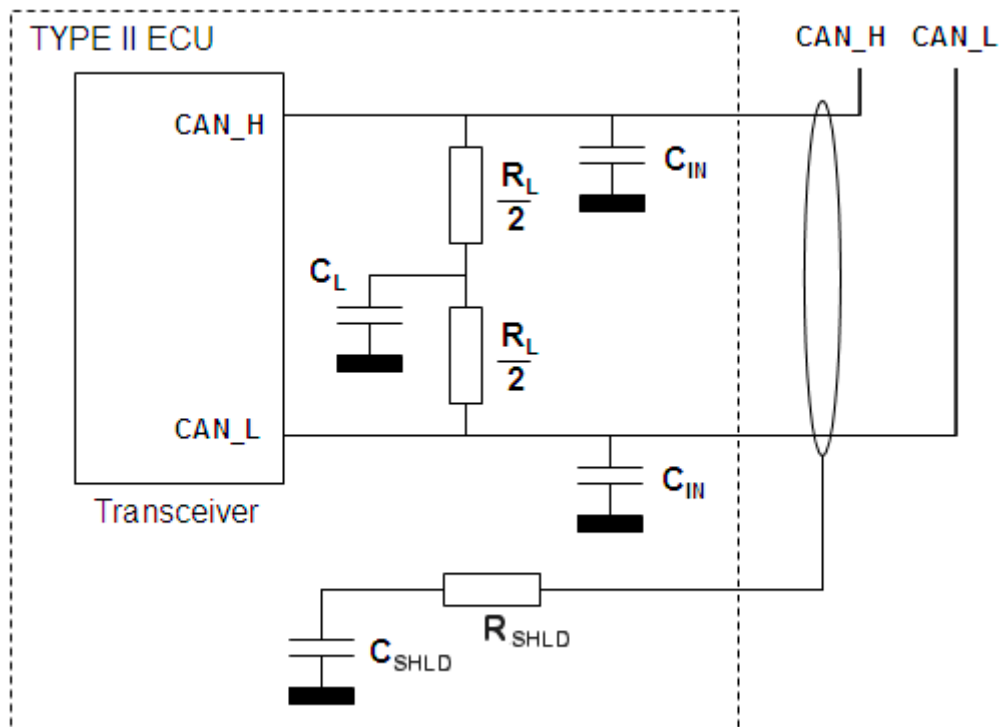 TYPE II ECU
CAN_H CAN_L
CAN_H
C_IN
R_L
2
C_L
R_L
2
CAN_L
C_IN
Transceiver
R_SHLD
C_SHLD